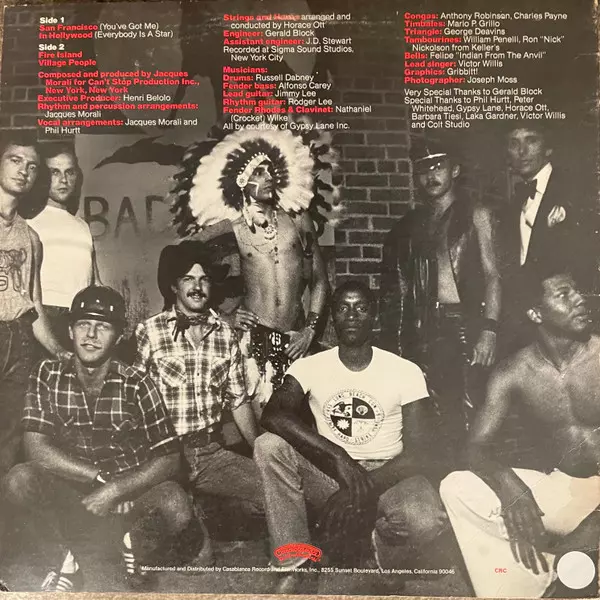 Side 1
San Francisco (You've Got Me)
In Hollywood (Everybody Is A Star)
Side 2
Fire Island
Village People
Composed and produced by Jacques
Morali for Can't Stop Production Inc.,
New York, New York
Executive Producer: Henri Belolo
Rhythm and percussion arrangements:
Jacques Morali
Vocal arrangements: Jacques Morali and
Phil Hurtt
Strings and Horns arranged and
conducted by Horace Ott
Engineer: Gerald Block
Assistant engineer: J.D. Stewart
Recorded at Sigma Sound Studios,
New York City
Musicians:
Drums: Russell Dabney
Fender bass: Alfonso Carey
Lead guitar: Jimmy Lee
Rhythm guitar: Rodger Lee
Fender Rhodes & Clavinet: Nathaniel
(Crocket) Wilke
All by courtesy of Gypsy Lane Inc.
Congas: Anthony Robinson, Charles Payne
Timbales: Mario P. Grillo
Triangle: George Deavins
Tambourines: William Penelli, Ron "Nick"
Nickolson from Keller's
Bells: Felipe "Indian From The Anvil"
Lead singer: Victor Willis
Graphics: Gribbitt!
Photographer: Joseph Moss
Very Special Thanks to Gerald Block
Special Thanks to Phil Hurtt, Peter
Whitehead, Gypsy Lane, Horace Ott,
Barbara Tiesi, Laka Gardner, Victor Willis
and Colt Studio
BAD
Manufactured and Distributed by Casablanca Record and FilmWorks, Inc., 8255 Sunset Boulevard, Los Angeles, California 90046
CRC